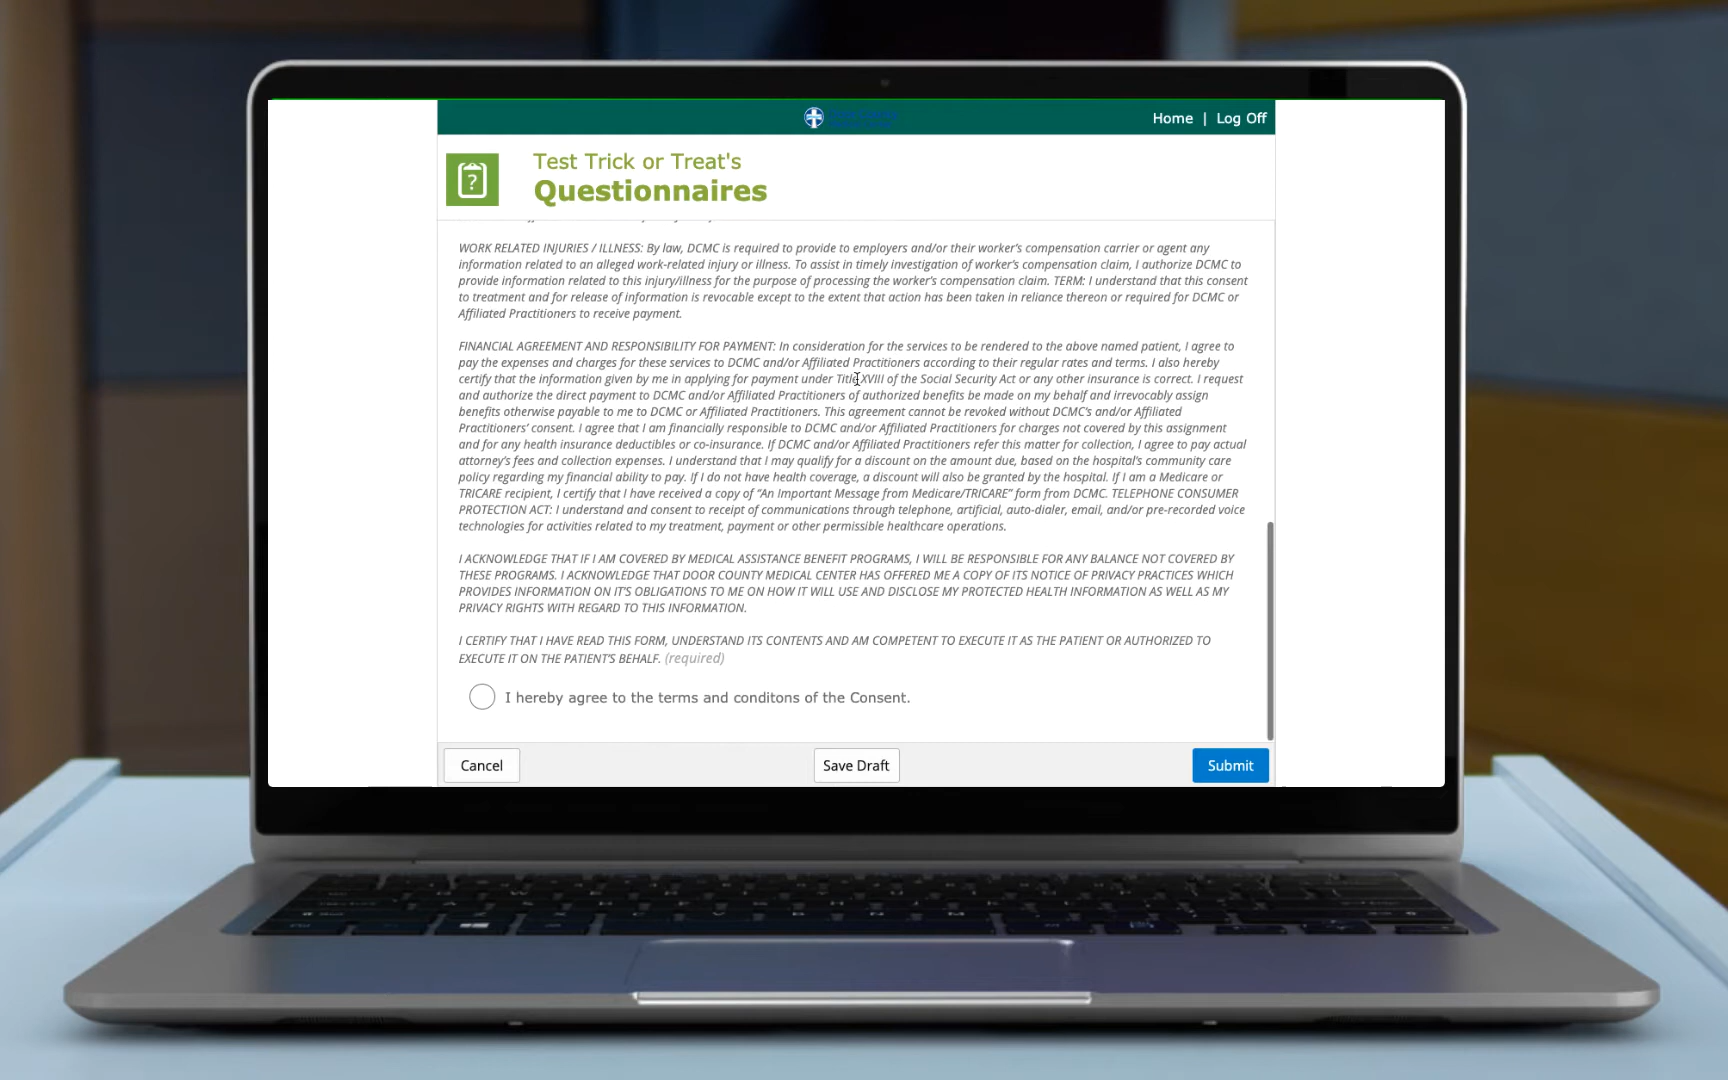 Home | Log Off
Test Trick or Treat's
Questionnaires
WORK RELATED INJURIES / ILLNESS: By law, DCMC is required to provide to employers and/or their worker's compensation carrier or agent any
information related to an alleged work-related injury or illness. To assist in timely investigation of worker's compensation claim, I authorize DCMC to
provide information related to this injury/illness for the purpose of processing the worker's compensation claim. TERM: I understand that this consent
to treatment and for release of information is revocable except to the extent that action has been taken in reliance thereon or required for DCMC or
Affiliated Practitioners to receive payment.
FINANCIAL AGREEMENT AND RESPONSIBILITY FOR PAYMENT: In consideration for the services to be rendered to the above named patient, I agree to
pay the expenses and charges for these services to DCMC and/or Affiliated Practitioners according to their regular rates and terms. I also hereby
certify that the information given by me in applying for payment under Title XVIII of the Social Security Act or any other insurance is correct. I request
and authorize the direct payment to DCMC and/or Affiliated Practitioners of authorized benefits be made on my behalf and irrevocably assign
benefits otherwise payable to me to DCMC or Affiliated Practitioners. This agreement cannot be revoked without DCMC's and/or Affiliated
Practitioners' consent. I agree that I am financially responsible to DCMC and/or Affiliated Practitioners for charges not covered by this assignment
and for any health insurance deductibles or co-insurance. If DCMC and/or Affiliated Practitioners refer this matter for collection, I agree to pay actual
attorney's fees and collection expenses. I understand that I may qualify for a discount on the amount due, based on the hospital's community care
policy regarding my financial ability to pay. If I do not have health coverage, a discount will also be granted by the hospital. If I am a Medicare or
TRICARE recipient, I certify that I have received a copy of “An Important Message from Medicare/TRICARE” form from DCMC. TELEPHONE CONSUMER
PROTECTION ACT: I understand and consent to receipt of communications through telephone, artificial, auto-dialer, email, and/or pre-recorded voice
technologies for activities related to my treatment, payment or other permissible healthcare operations.
I ACKNOWLEDGE THAT IF I AM COVERED BY MEDICAL ASSISTANCE BENEFIT PROGRAMS, I WILL BE RESPONSIBLE FOR ANY BALANCE NOT COVERED BY
THESE PROGRAMS. I ACKNOWLEDGE THAT DOOR COUNTY MEDICAL CENTER HAS OFFERED ME A COPY OF ITS NOTICE OF PRIVACY PRACTICES WHICH
PROVIDES INFORMATION ON IT'S OBLIGATIONS TO ME ON HOW IT WILL USE AND DISCLOSE MY PROTECTED HEALTH INFORMATION AS WELL AS MY
PRIVACY RIGHTS WITH REGARD TO THIS INFORMATION.
I CERTIFY THAT I HAVE READ THIS FORM, UNDERSTAND ITS CONTENTS AND AM COMPETENT TO EXECUTE IT AS THE PATIENT OR AUTHORIZED TO
EXECUTE IT ON THE PATIENT'S BEHALF. (required)
I hereby agree to the terms and conditons of the Consent.
Cancel
Save Draft
Submit